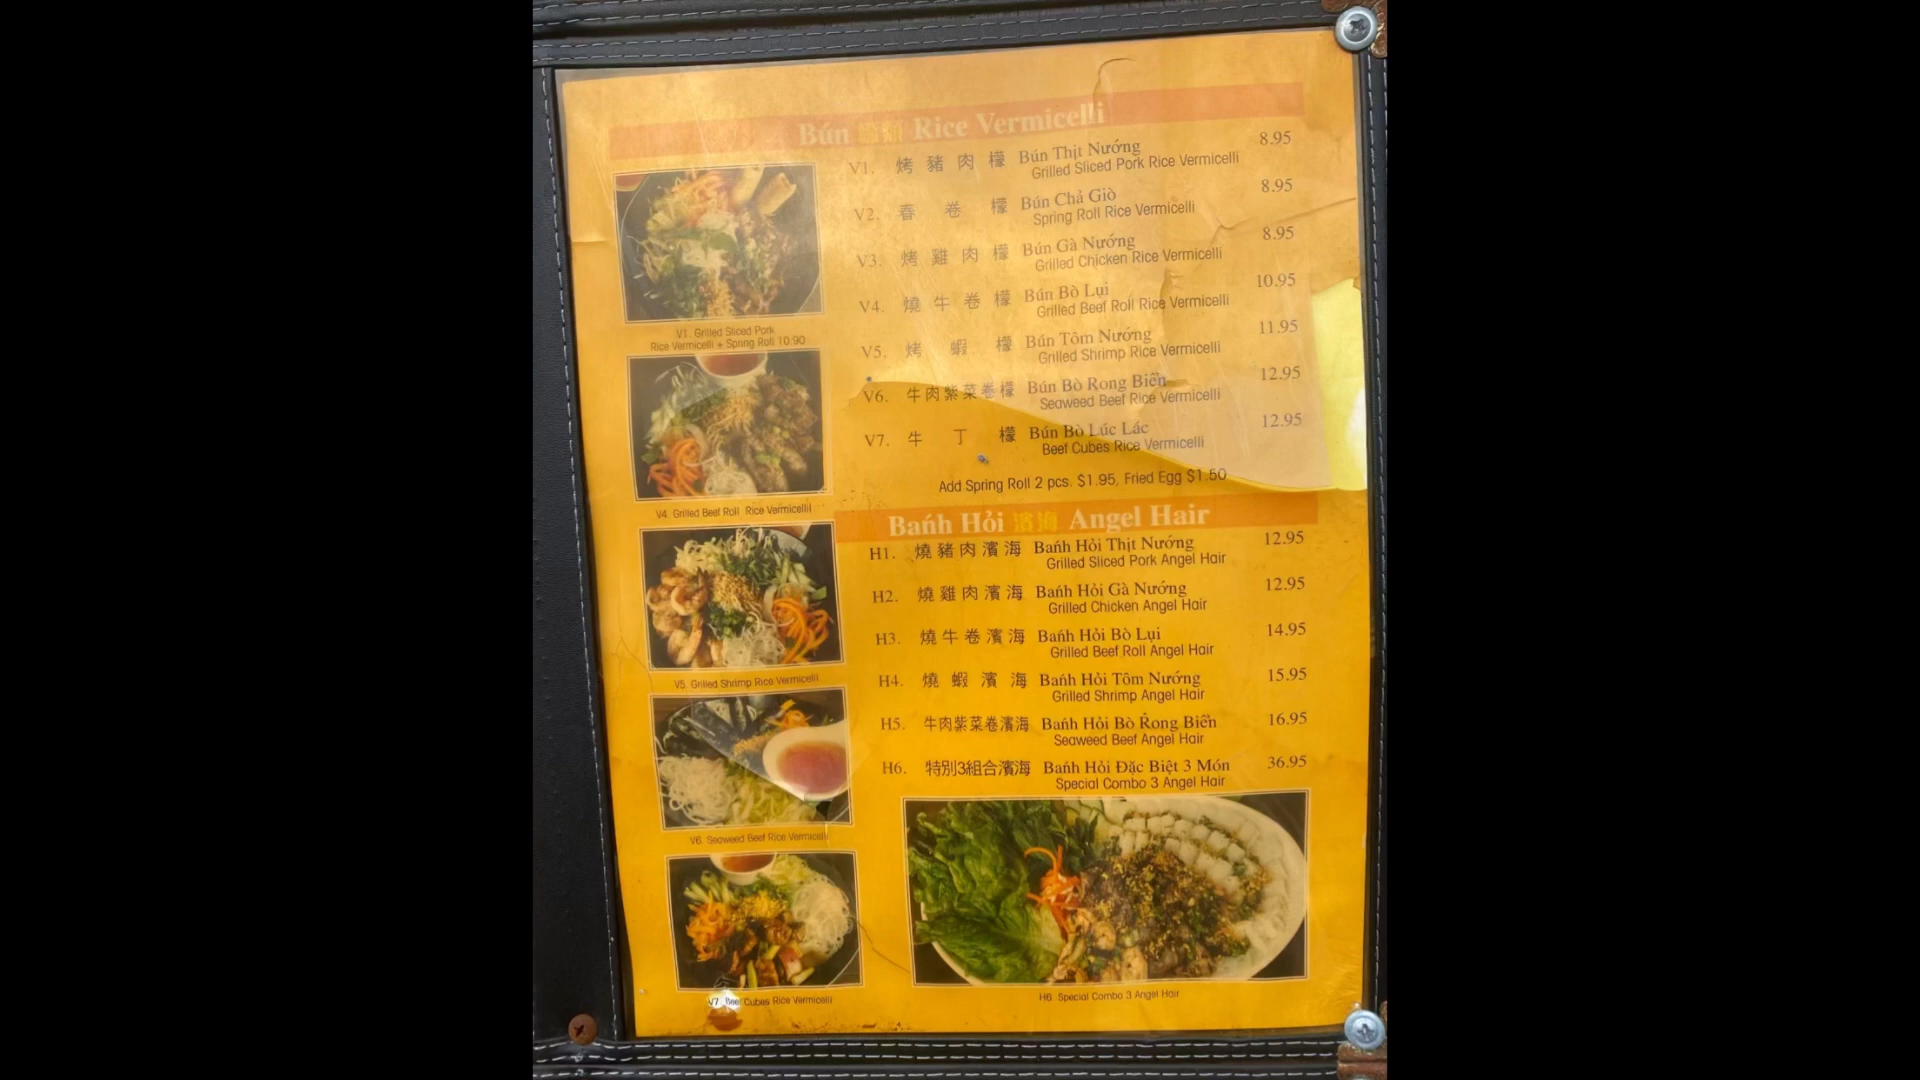 Bún 檬類 Rice Vermicelli
V1. 烤豬肉檬 Bún Thịt Nướng 8.95
Grilled Sliced Pork Rice Vermicelli
V2. 春卷檬 Bún Chả Giò 8.95
Spring Roll Rice Vermicelli
V3. 烤雞肉檬 Bún Gà Nướng 8.95
Grilled Chicken Rice Vermicelli
V4. 燒牛卷檬 Bún Bò Lụi 10.95
Grilled Beef Roll Rice Vermicelli
V5. 烤蝦檬 Bún Tôm Nướng 11.95
Grilled Shrimp Rice Vermicelli
V6. 牛肉紫菜卷檬 Bún Bò Rong Biển 12.95
Seaweed Beef Rice Vermicelli
V7. 牛丁檬 Bún Bò Lúc Lắc 12.95
Beef Cubes Rice Vermicelli
Add Spring Roll 2 pcs. $1.95, Fried Egg $1.50
V1. Grilled Sliced Pork
Rice Vermicelli + Spring Roll 10.90
V4. Grilled Beef Roll Rice Vermicelli
V5. Grilled Shrimp Rice Vermicelli
V6. Seaweed Beef Rice Vermicelli
V7. Beef Cubes Rice Vermicelli
Bańh Hỏi 濱海 Angel Hair
H1. 燒豬肉濱海 Bańh Hỏi Thịt Nướng 12.95
Grilled Sliced Pork Angel Hair
H2. 燒雞肉濱海 Bańh Hỏi Gà Nướng 12.95
Grilled Chicken Angel Hair
H3. 燒牛卷濱海 Bańh Hỏi Bò Lụi 14.95
Grilled Beef Roll Angel Hair
H4. 燒蝦濱海 Bańh Hỏi Tôm Nướng 15.95
Grilled Shrimp Angel Hair
H5. 牛肉紫菜卷濱海 Bańh Hỏi Bò Rong Biển 16.95
Seaweed Beef Angel Hair
H6. 特別3組合濱海 Bańh Hỏi Đặc Biệt 3 Món 36.95
Special Combo 3 Angel Hair
H6. Special Combo 3 Angel Hair